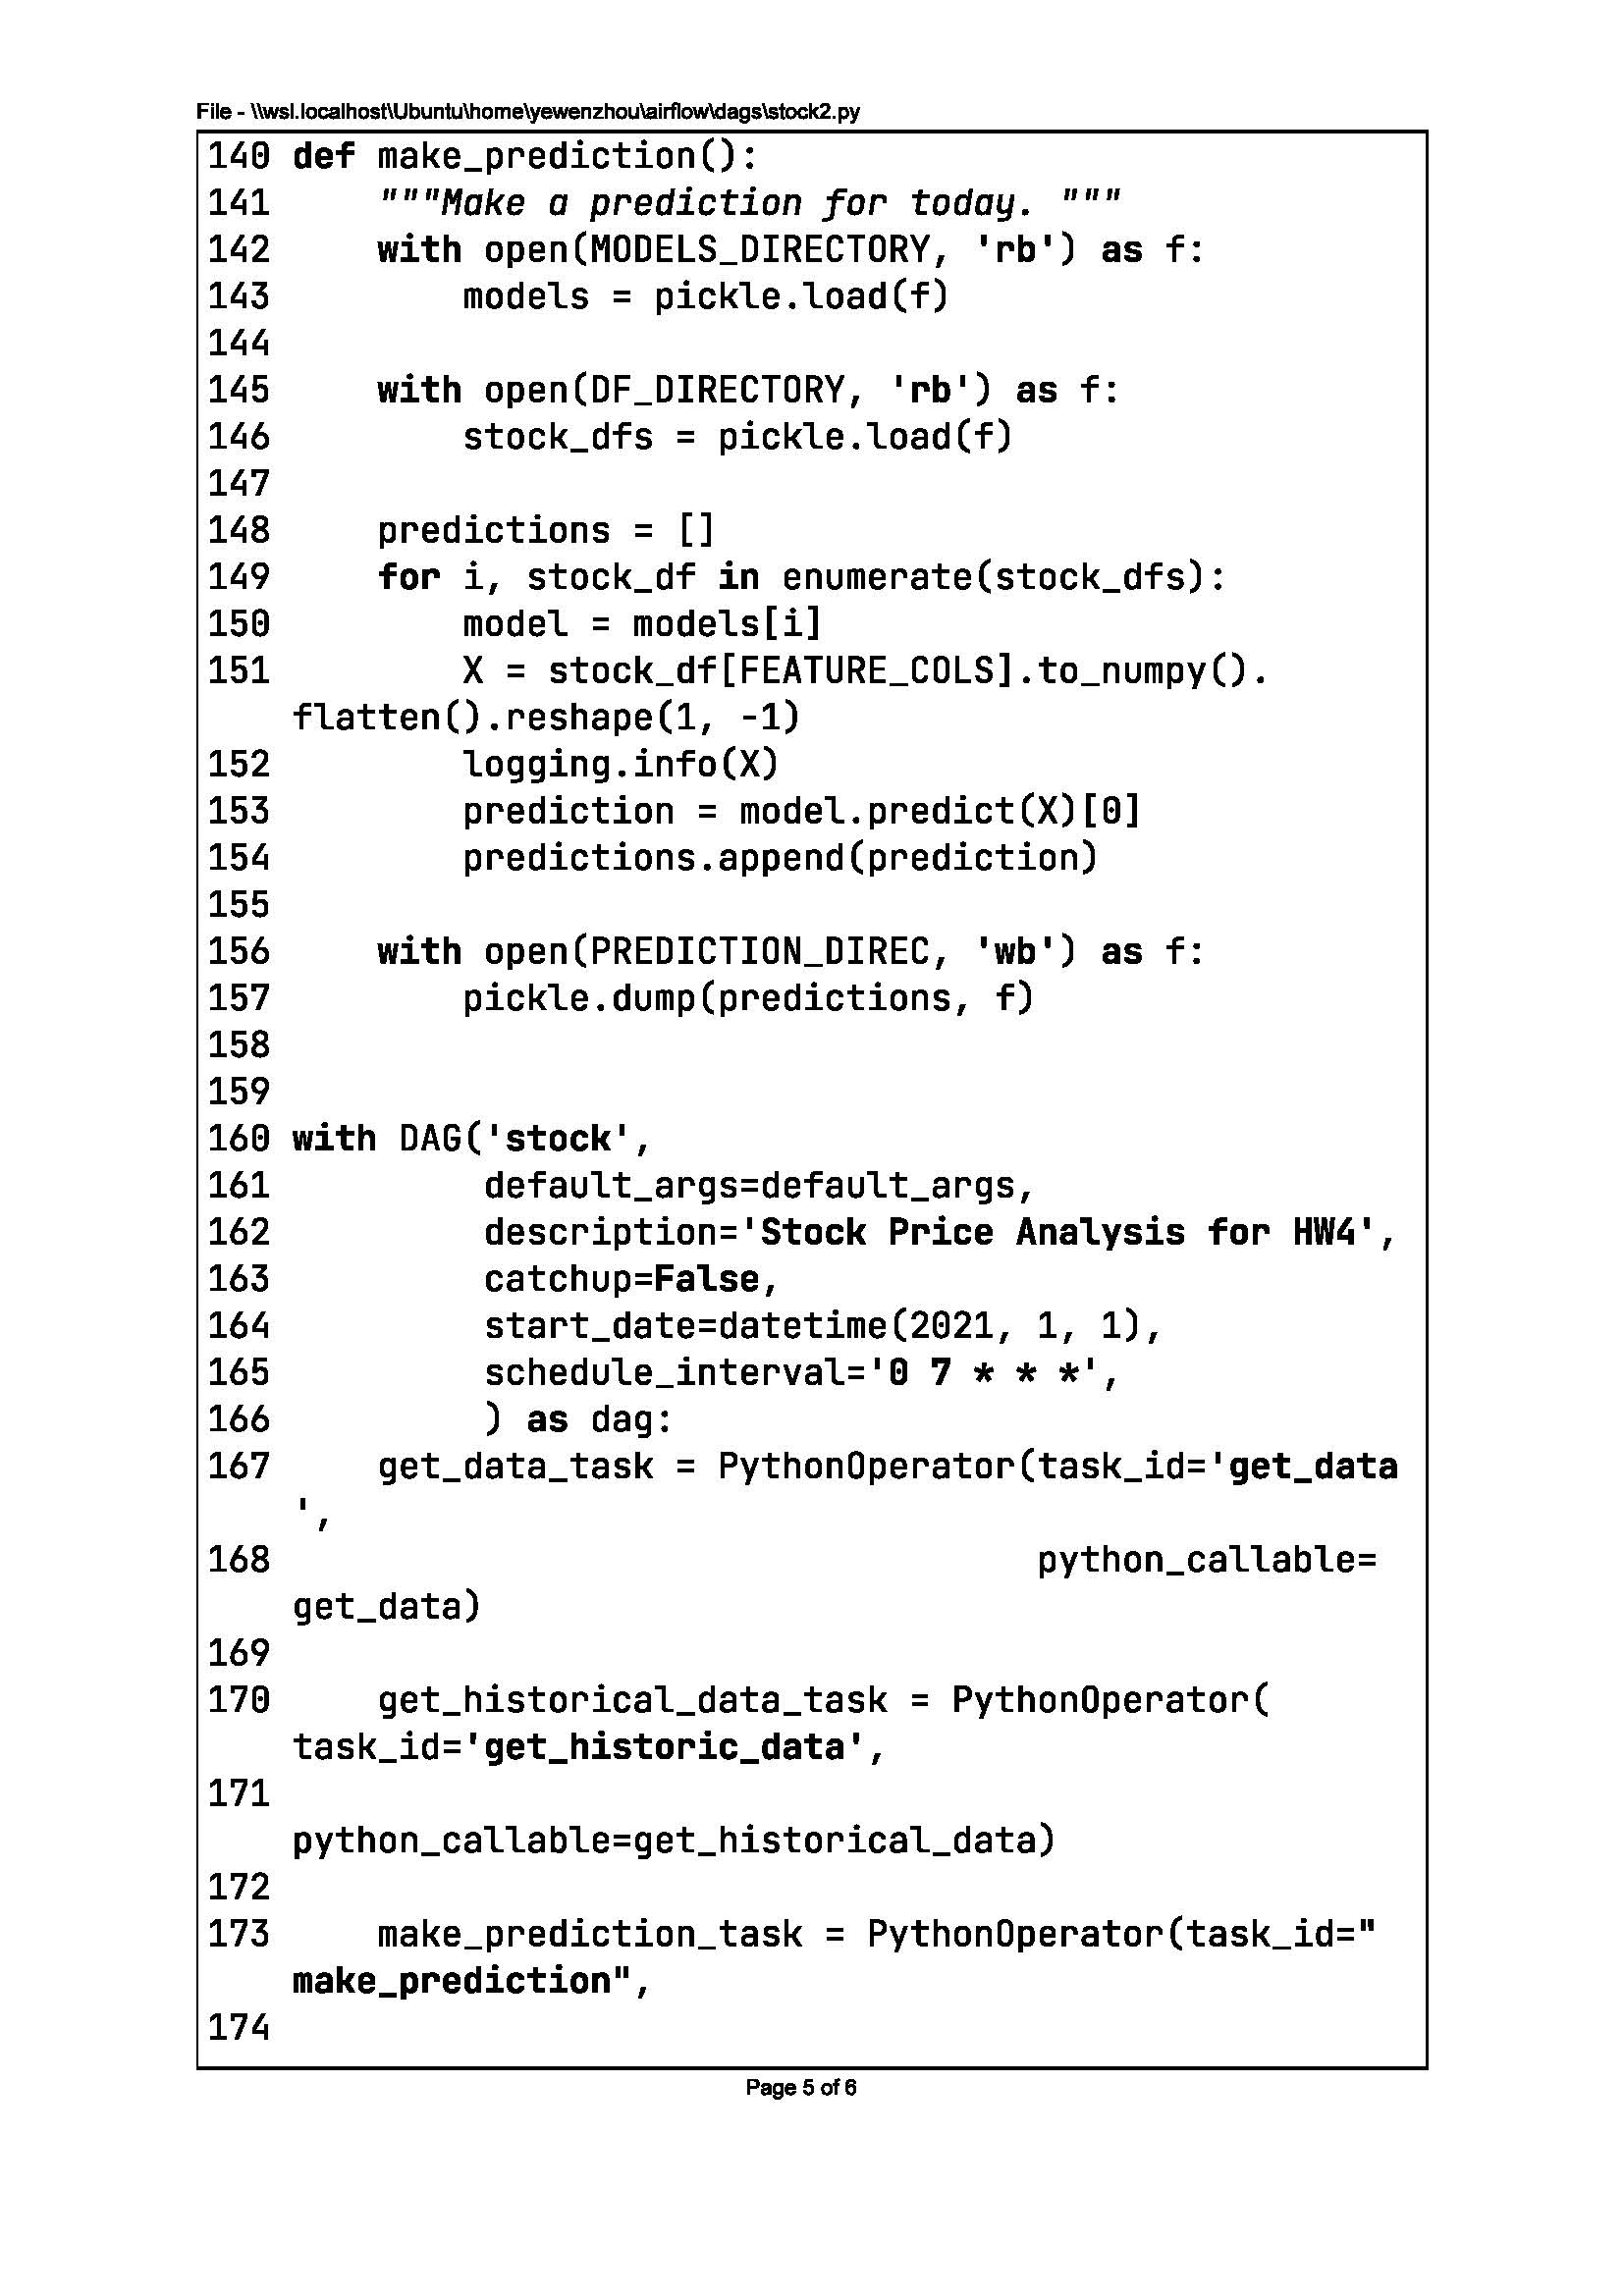 File - \\wsl.localhost\Ubuntu\home\yewenzhou\airflow\dags\stock2.py
140 def make_prediction():
141     """Make a prediction for today. """
142     with open(MODELS_DIRECTORY, 'rb') as f:
143         models = pickle.load(f)
144
145     with open(DF_DIRECTORY, 'rb') as f:
146         stock_dfs = pickle.load(f)
147
148     predictions = []
149     for i, stock_df in enumerate(stock_dfs):
150         model = models[i]
151         X = stock_df[FEATURE_COLS].to_numpy().
    flatten().reshape(1, -1)
152         logging.info(X)
153         prediction = model.predict(X)[0]
154         predictions.append(prediction)
155
156     with open(PREDICTION_DIREC, 'wb') as f:
157         pickle.dump(predictions, f)
158
159
160 with DAG('stock',
161          default_args=default_args,
162          description='Stock Price Analysis for HW4',
163          catchup=False,
164          start_date=datetime(2021, 1, 1),
165          schedule_interval='0 7 * * *',
166          ) as dag:
167     get_data_task = PythonOperator(task_id='get_data
    ',
168                                    python_callable=
    get_data)
169
170     get_historical_data_task = PythonOperator(
    task_id='get_historic_data',
171
    python_callable=get_historical_data)
172
173     make_prediction_task = PythonOperator(task_id="
    make_prediction",
174
Page 5 of 6